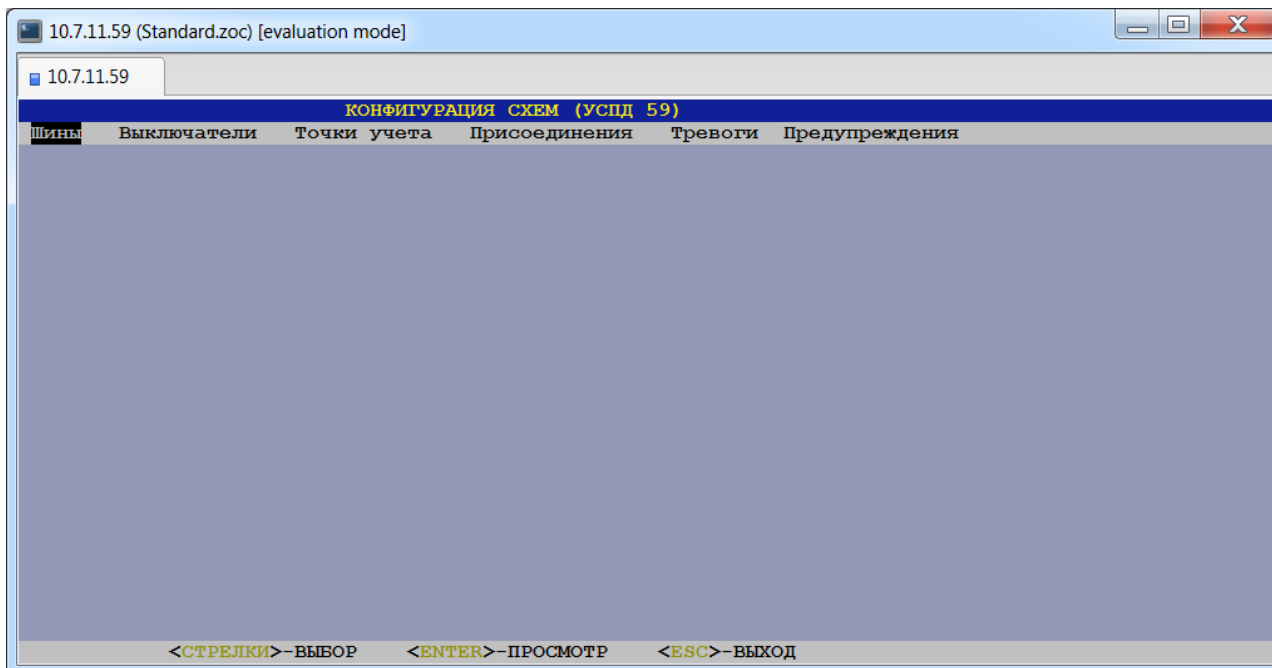 10.7.11.59 (Standard.zoc) [evaluation mode]
10.7.11.59
КОНФИГУРАЦИЯ СХЕМ (УСПД 59)
Шины Выключатели Точки учета Присоединения Тревоги Предупреждения
<СТРЕЛКИ>-ВЫБОР <ENTER>-ПРОСМОТР <ESC>-ВЫХОД